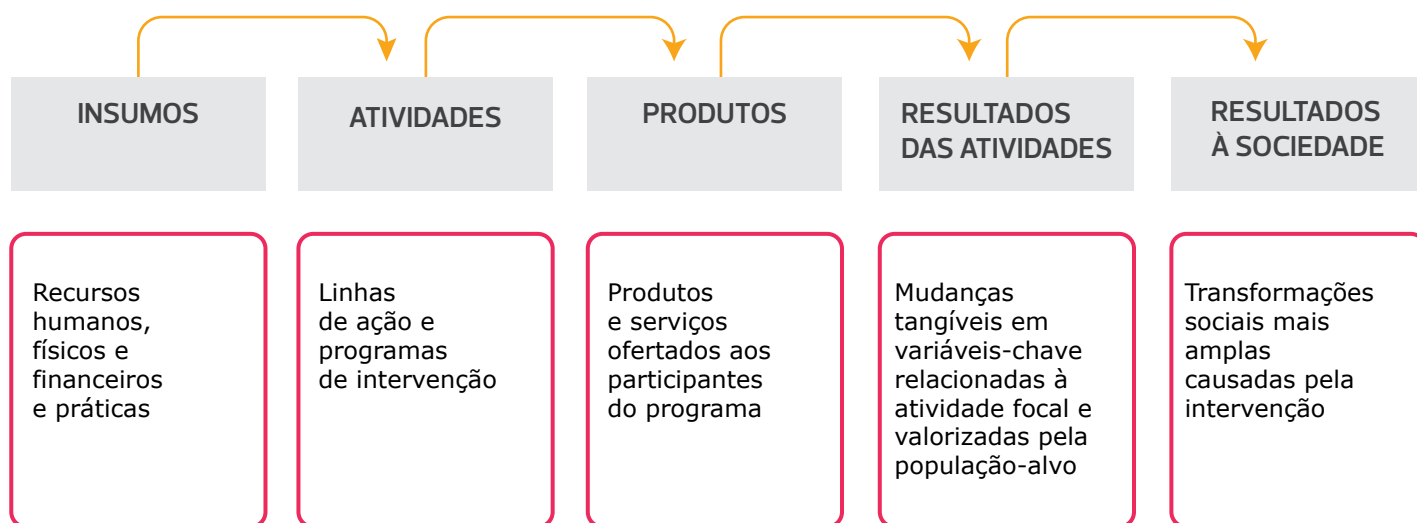 INSUMOS
ATIVIDADES
PRODUTOS
RESULTADOS
DAS ATIVIDADES
RESULTADOS
À SOCIEDADE
Recursos
humanos,
físicos e
financeiros
e práticas
Linhas
de ação e
programas
de intervenção
Produtos
e serviços
ofertados aos
participantes
do programa
Mudanças
tangíveis em
variáveis-chave
relacionadas à
atividade focal e
valorizadas pela
população-alvo
Transformações
sociais mais
amplas
causadas pela
intervenção